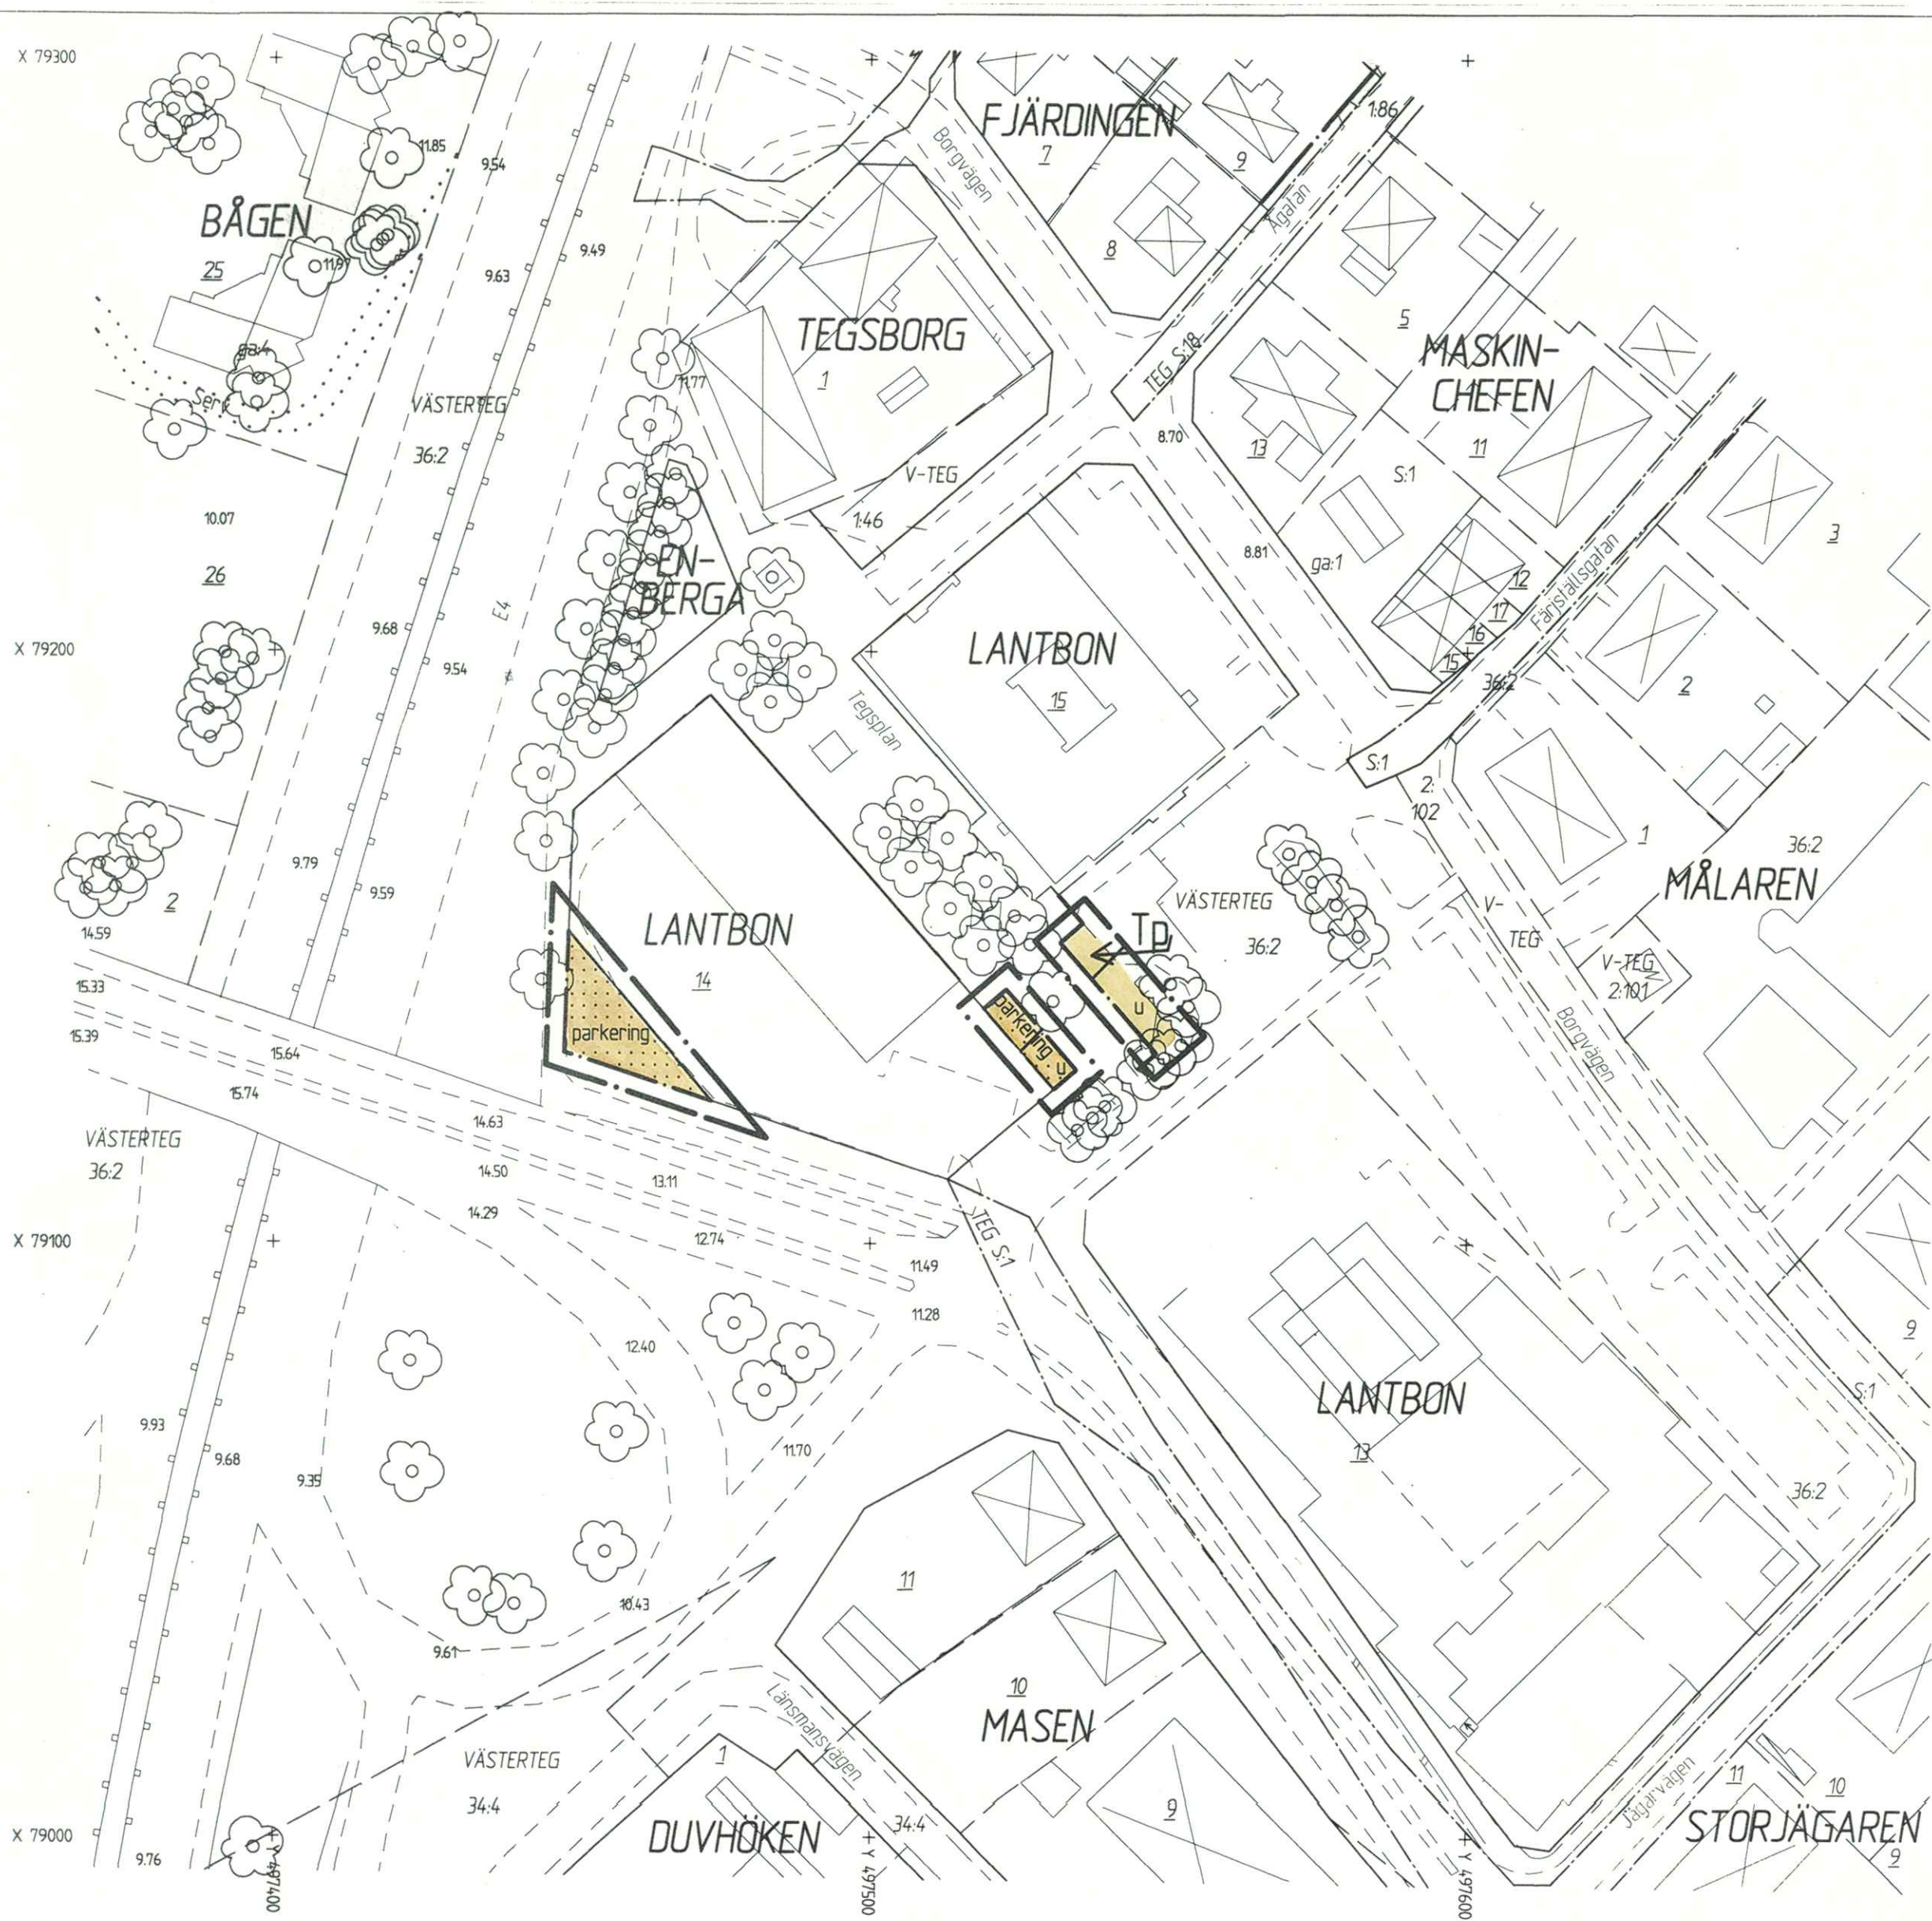 X 79300
FJÄRDINGEN
7
9
1:86
Borgvägen
11.85
9.54
Ågatan
BÅGEN
25
11.97
9.63
9.49
8
5
TEGSBORG
1
TEG S:18
MASKIN-
CHEFEN
ga:4
Serv
11.77
VÄSTERTEG
36:2
8.70
13
11
V-TEG
S:1
10.07
1:46
3
26
EN-
BERGA
8.81
ga:1
Färjställsgatan
12
17
16
15
E4
9.68
9.54
X 79200
LANTBON
15
36:2
2
Tegsplan
S:1
2:
102
9.79
9.59
1
36:2
MÅLAREN
2
14.59
LANTBON
14
Tp
VÄSTERTEG
36:2
V-
TEG
V-TEG
2:101
15.33
15.39
15.64
15.74
parkering
parkering
u
u
Borgvägen
VÄSTERTEG
36:2
14.63
14.50
14.29
13.11
12.74
X 79100
TEG S:1
11.49
11.28
12.40
9
LANTBON
13
S:1
9.93
9.68
9.35
11.70
36:2
11
10.43
9.61
10
MASEN
Länsmansvägen
VÄSTERTEG
34:4
1
DUVHÖKEN
34:4
9
Jägarvägen
11
10
STORJÄGAREN
9
X 79000
9.76
Y 497400
Y 497500
Y 497600